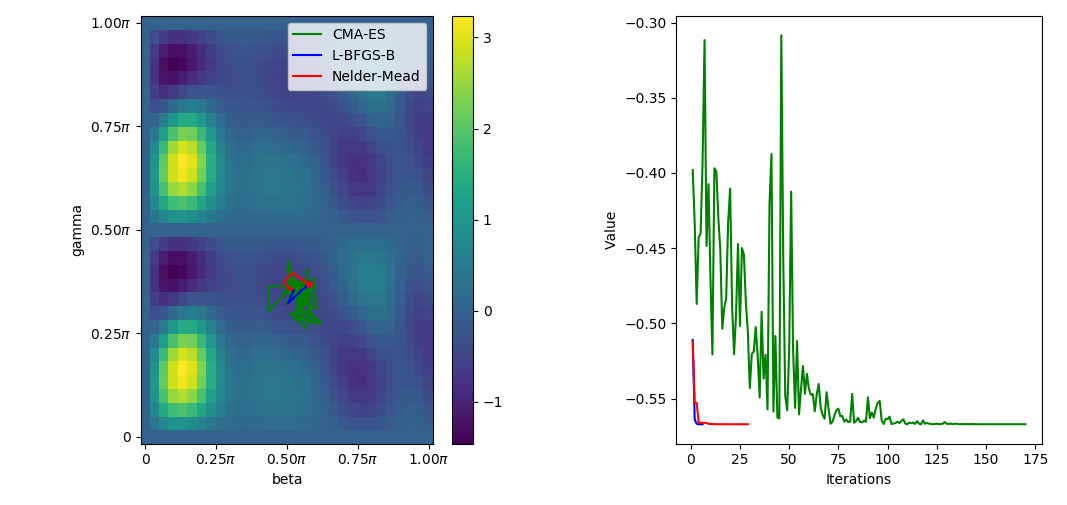 CMA-ES
L-BFGS-B
Nelder-Mead
1.00π
0.75π
0.50π
0.25π
0
gamma
0
0.25π
0.50π
0.75π
1.00π
beta
3
2
1
0
−1
−0.30
−0.35
−0.40
−0.45
−0.50
−0.55
Value
0
25
50
75
100
125
150
175
Iterations